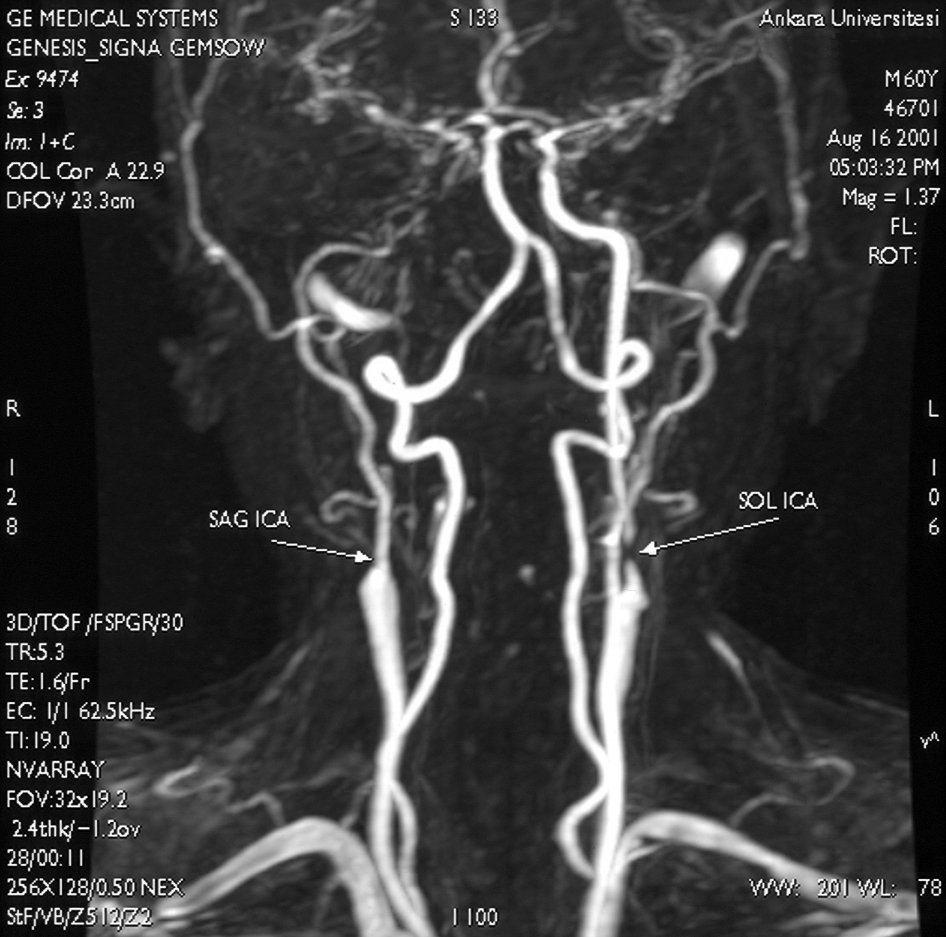 GE MEDICAL SYSTEMS
GENESIS_SIGNA GEMSOW
Ex: 9474
Se: 3
Im: 1+C
COL Cor A 22.9
DFOV 23.3cm
S 133
Ankara Universitesi
M 60Y
46701
Aug 16 2001
05:03:32 PM
Mag = 1.37
FL:
ROT:
R
1
2
8
L
1
0
6
SAG ICA
SOL ICA
3D/TOF/FSPGR/30
TR:5.3
TE:1.6/Fr
EC: 1/1 62.5kHz
TI:19.0
NVARRAY
FOV:32x19.2
2.4thk/-1.2ov
28/00:11
256X128/0.50 NEX
StF/VB/Z512/Z2
I 100
v^
WW: 201 WL: 78